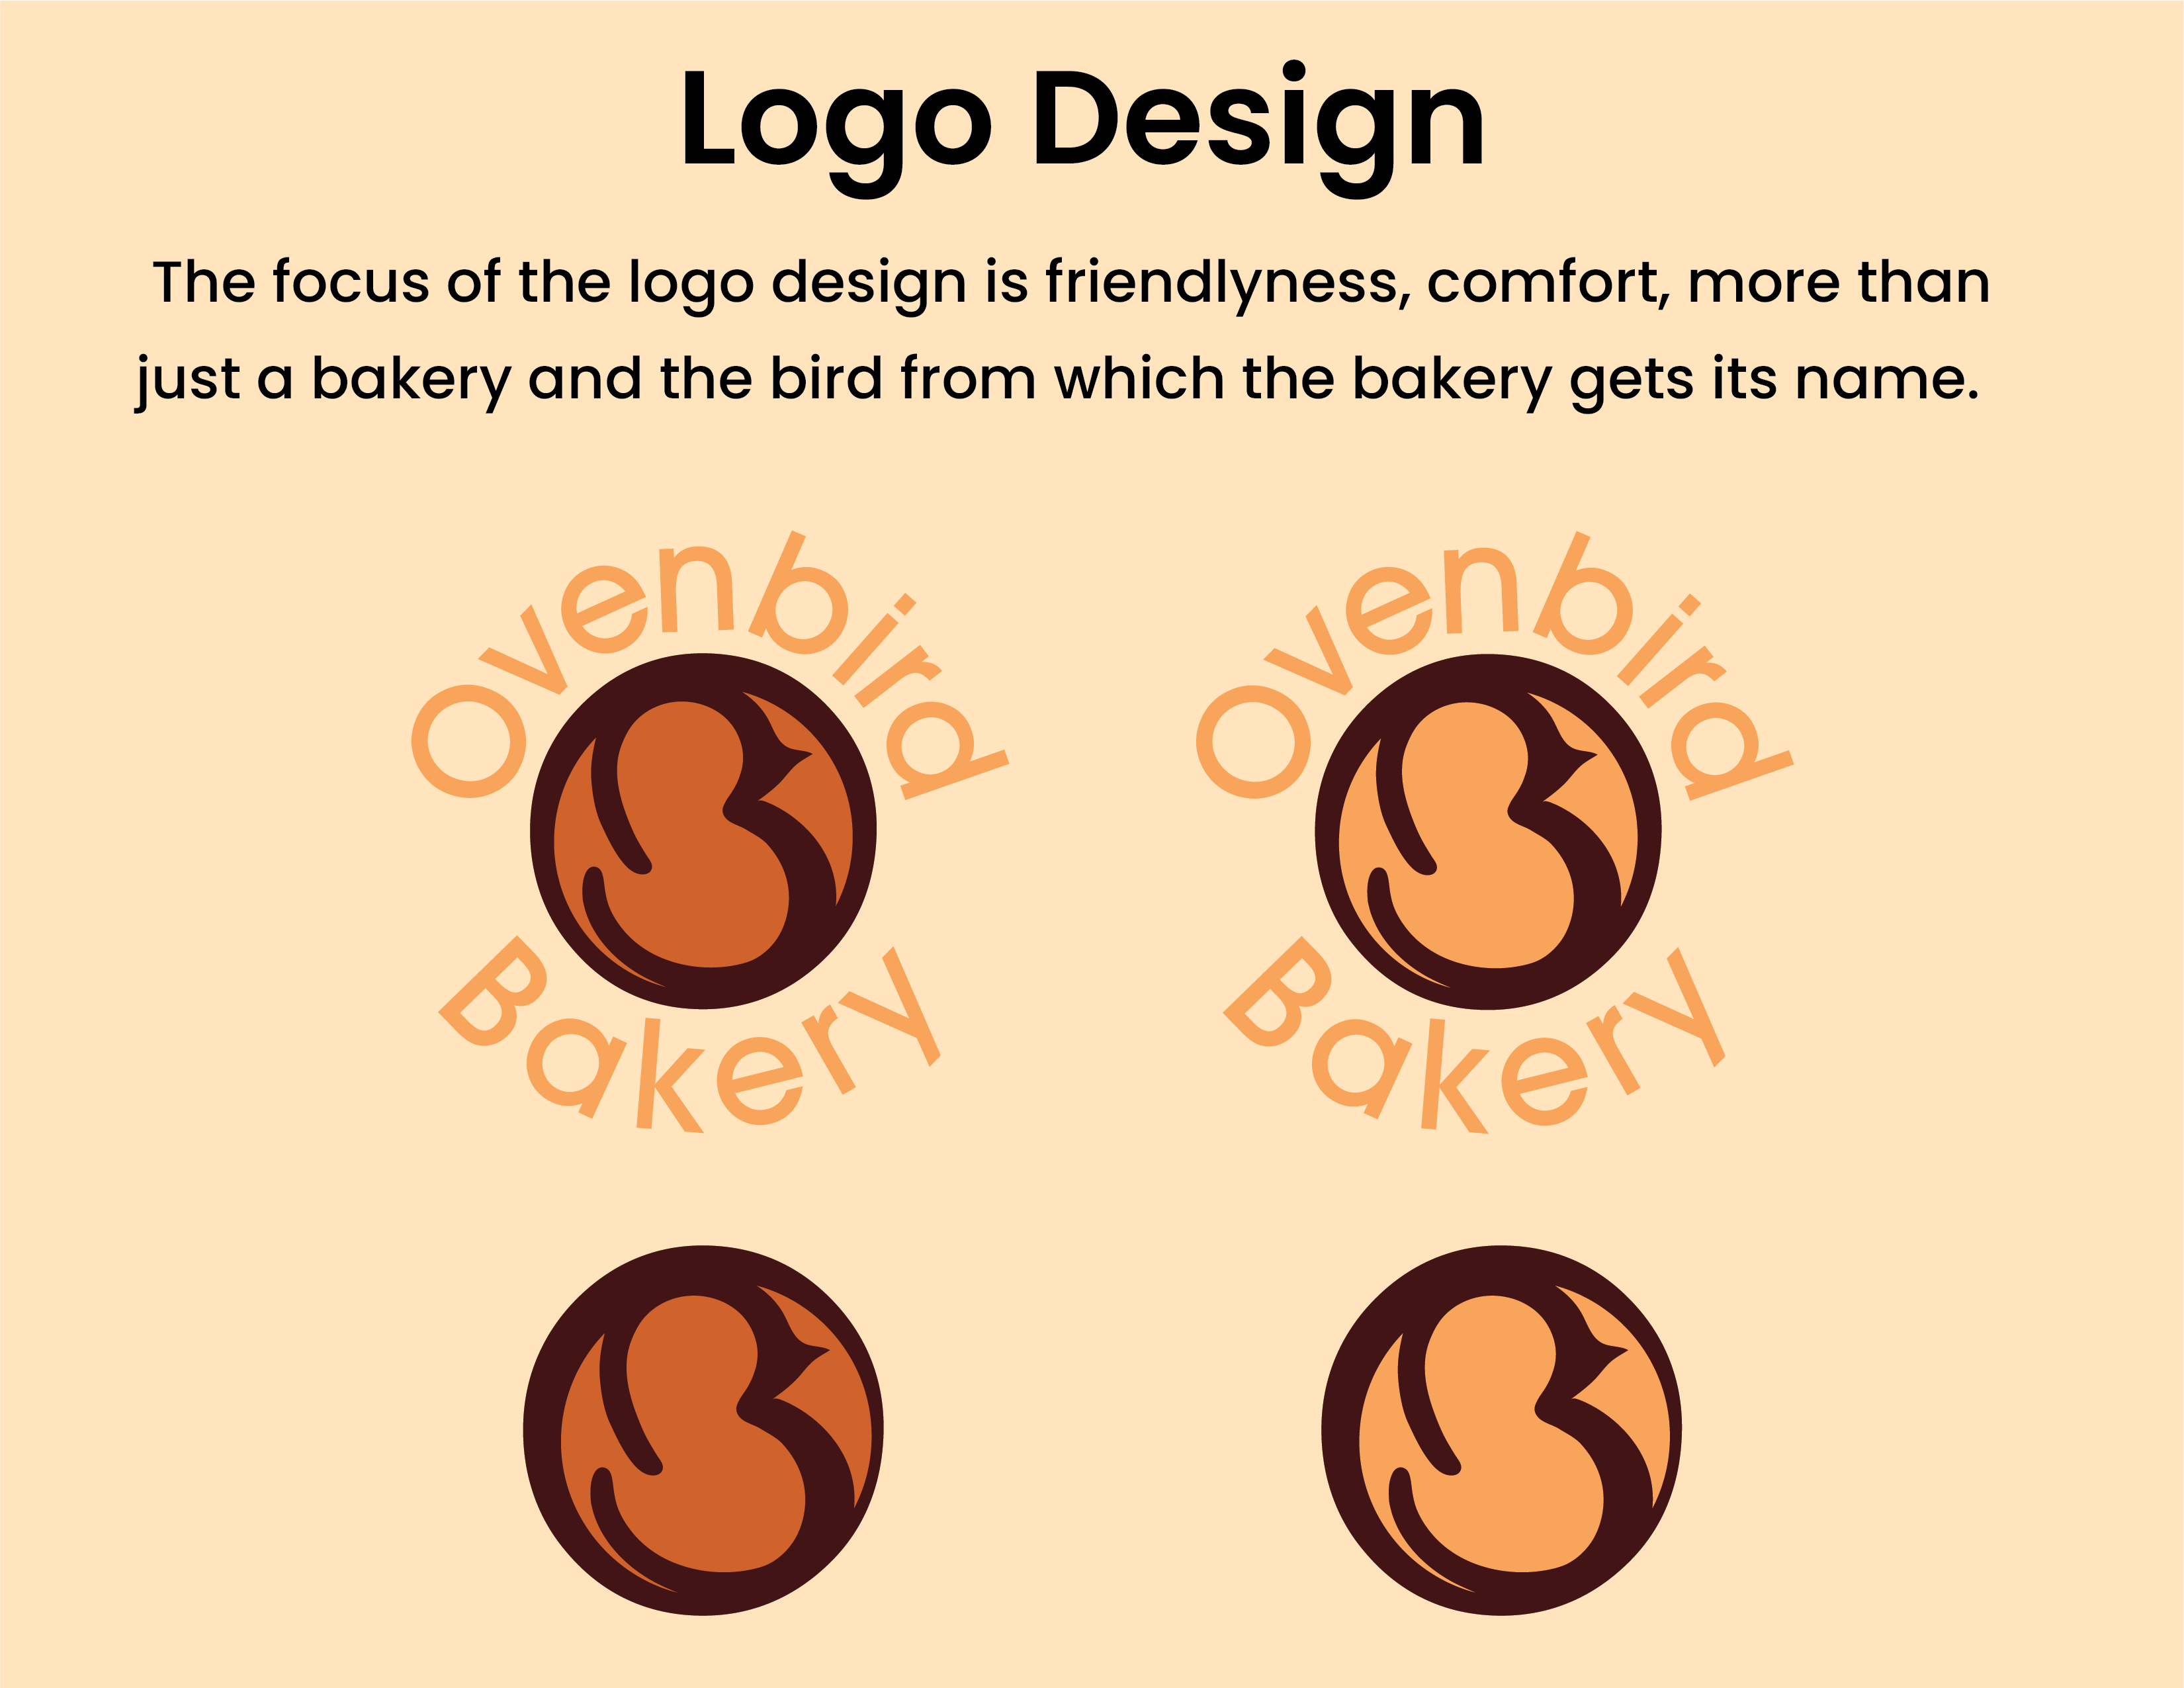 Logo Design
The focus of the logo design is friendlyness, comfort, more than
just a bakery and the bird from which the bakery gets its name.
Ovenbird
Bakery
Ovenbird
Bakery